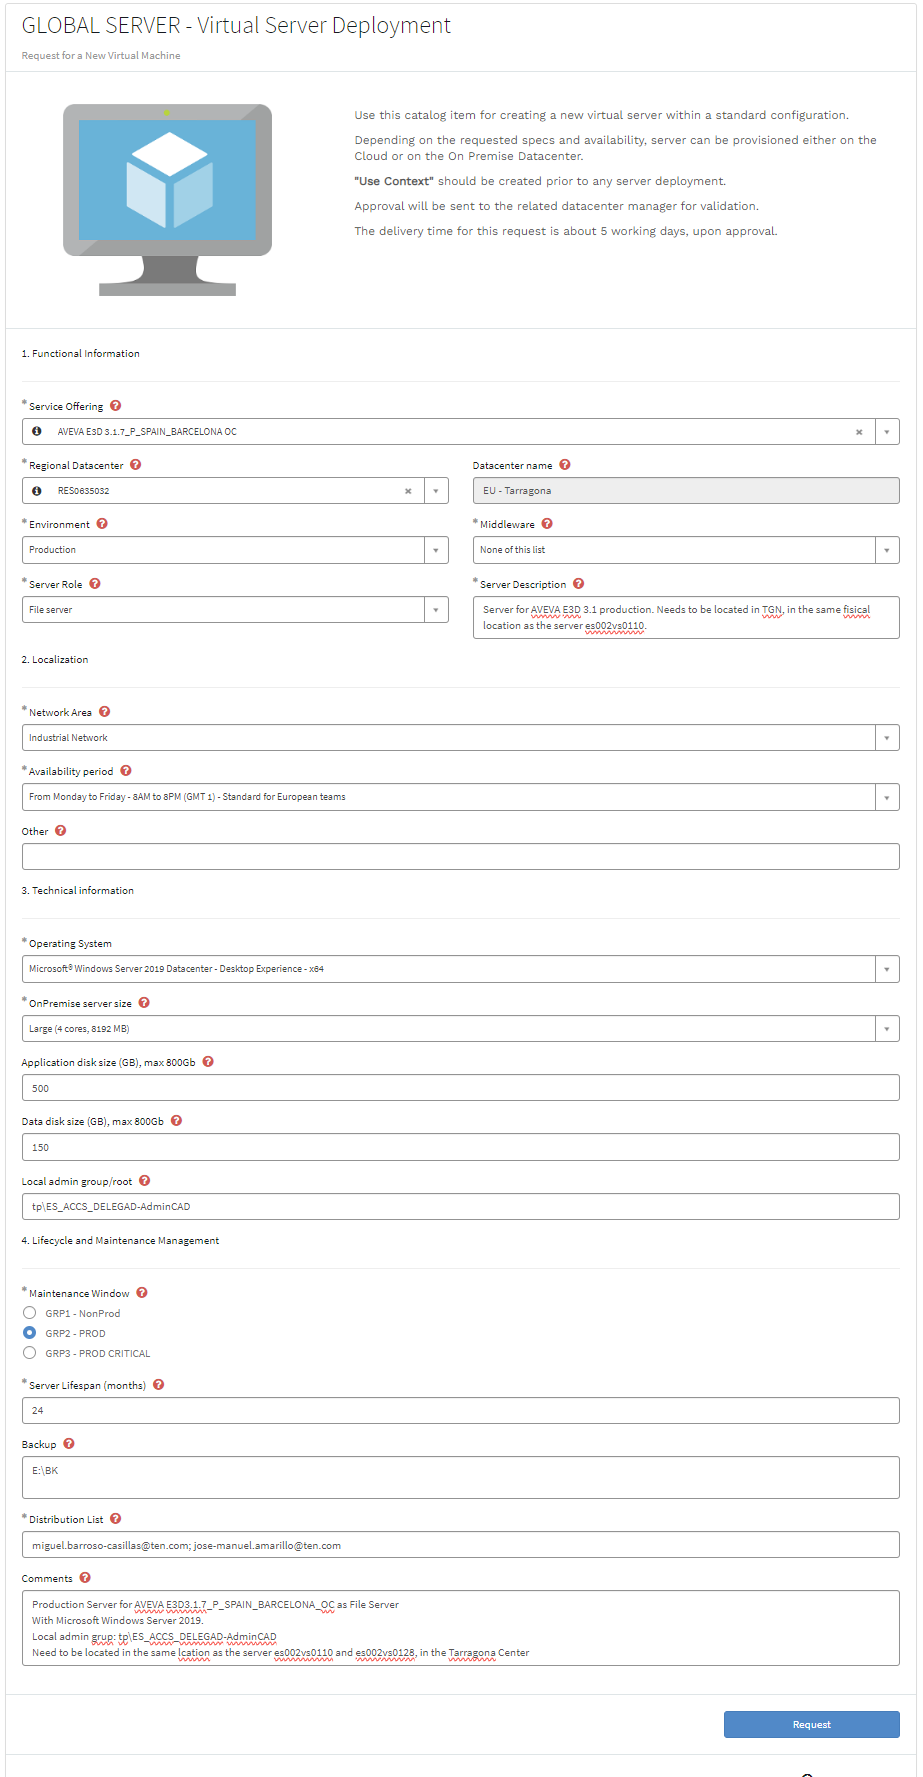 GLOBAL SERVER - Virtual Server Deployment
Request for a New Virtual Machine
Use this catalog item for creating a new virtual server within a standard configuration.
Depending on the requested specs and availability, server can be provisioned either on the
Cloud or on the On Premise Datacenter.
"Use Context" should be created prior to any server deployment.
Approval will be sent to the related datacenter manager for validation.
The delivery time for this request is about 5 working days, upon approval.
1. Functional Information
* Service Offering
AVEVA E3D 3.1.7_P_SPAIN_BARCELONA OC
* Regional Datacenter
RES0635032
Datacenter name
EU - Tarragona
* Environment
Production
* Middleware
None of this list
* Server Role
File server
* Server Description
Server for AVEVA E3D 3.1 production. Needs to be located in TGN, in the same fisical
location as the server es002vs0110.
2. Localization
* Network Area
Industrial Network
* Availability period
From Monday to Friday - 8AM to 8PM (GMT 1) - Standard for European teams
Other
3. Technical information
* Operating System
Microsoft® Windows Server 2019 Datacenter - Desktop Experience - x64
* OnPremise server size
Large (4 cores, 8192 MB)
Application disk size (GB), max 800Gb
500
Data disk size (GB), max 800Gb
150
Local admin group/root
tp\ES_ACCS_DELEGAD-AdminCAD
4. Lifecycle and Maintenance Management
* Maintenance Window
GRP1 - NonProd
GRP2 - PROD
GRP3 - PROD CRITICAL
* Server Lifespan (months)
24
Backup
E:\BK
* Distribution List
miguel.barroso-casillas@ten.com; jose-manuel.amarillo@ten.com
Comments
Production Server for AVEVA E3D3.1.7_P_SPAIN_BARCELONA_OC as File Server
With Microsoft Windows Server 2019.
Local admin grup: tp\ES_ACCS_DELEGAD-AdminCAD
Need to be located in the same lcation as the server es002vs0110 and es002vs0128, in the Tarragona Center
Request